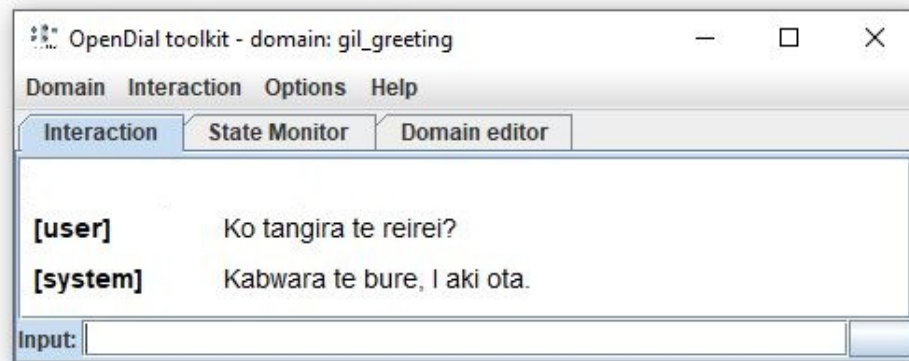 OpenDial toolkit - domain: gil_greeting
Domain Interaction Options Help
Interaction State Monitor Domain editor
[user] Ko tangira te reirei?
[system] Kabwara te bure, I aki ota.
Input: